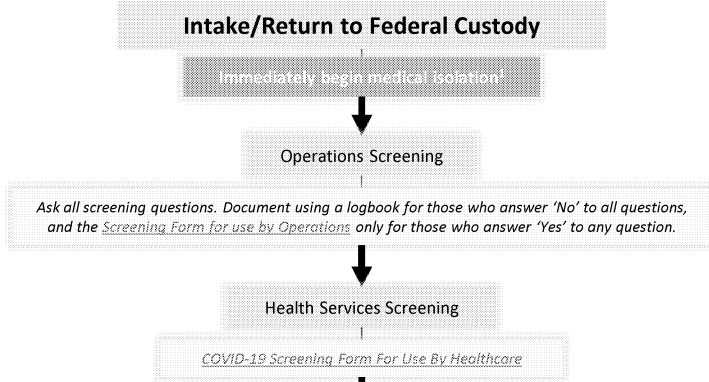 Intake/Return to Federal Custody
Immediately begin medical isolation¹
Operations Screening
Ask all screening questions. Document using a logbook for those who answer ‘No’ to all questions,
and the Screening Form for use by Operations only for those who answer ‘Yes’ to any question.
Health Services Screening
COVID-19 Screening Form For Use By Healthcare